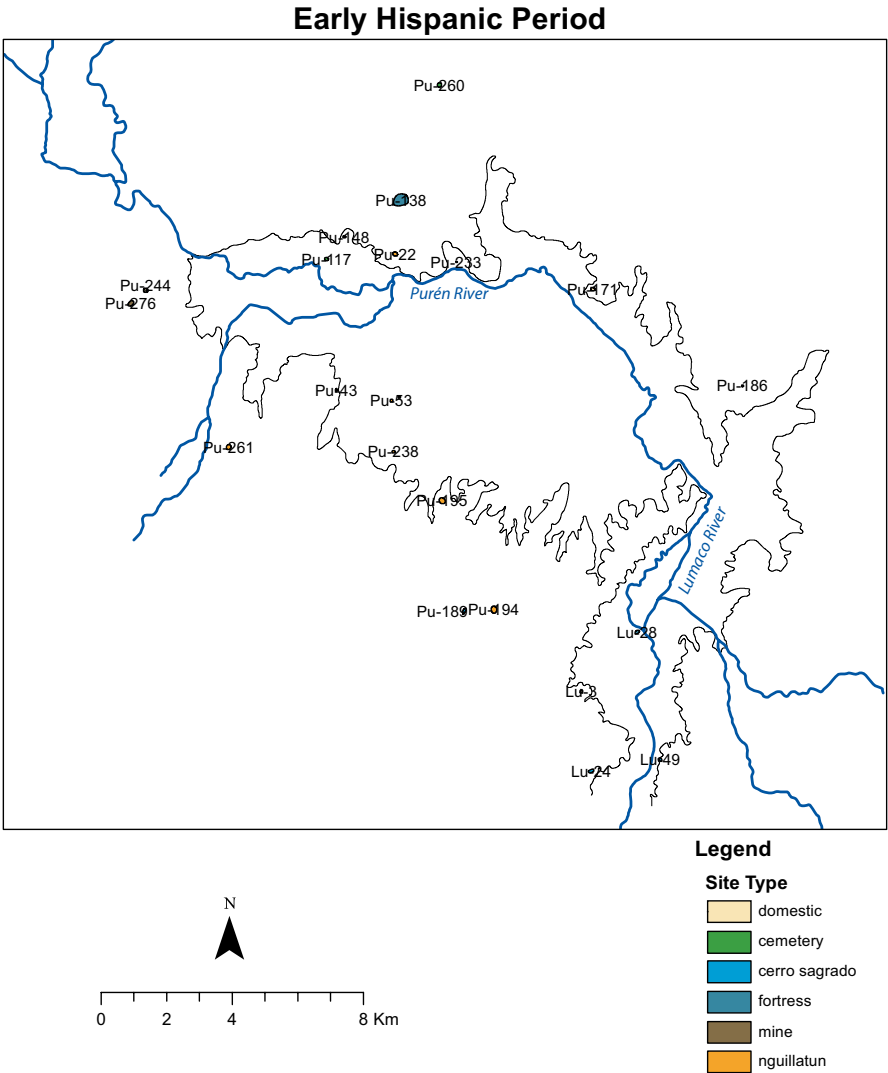 Early Hispanic Period
Pu-260
Pu-138
Pu-148
Pu-22
Pu-117
Pu-233
Pu-244
Pu-276
Pu-171
Purén River
Pu-186
Pu-43
Pu-53
Pu-261
Pu-238
Pu-195
Lumaco River
Pu-189
Pu-194
Lu-28
Lu-3
Lu-49
Lu-24
Legend
Site Type
domestic
cemetery
cerro sagrado
fortress
mine
nguillatun
N
0 2 4 8 Km